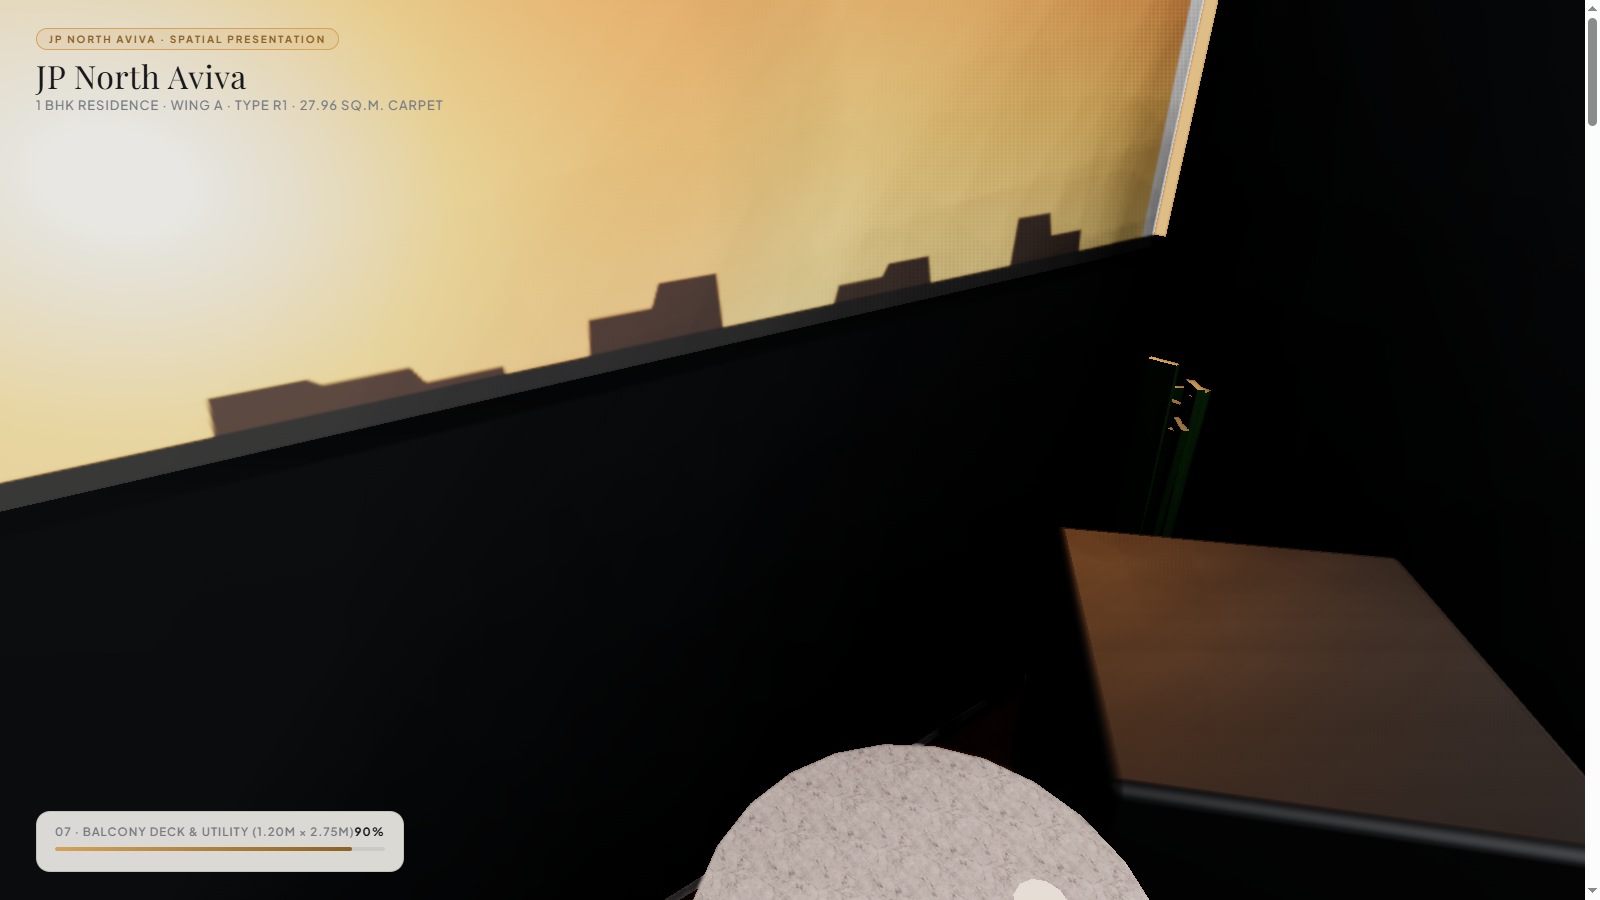 JP NORTH AVIVA · SPATIAL PRESENTATION
JP North Aviva
1 BHK RESIDENCE · WING A · TYPE R1 · 27.96 SQ.M. CARPET
07 · BALCONY DECK & UTILITY (1.20M × 2.75M)90%